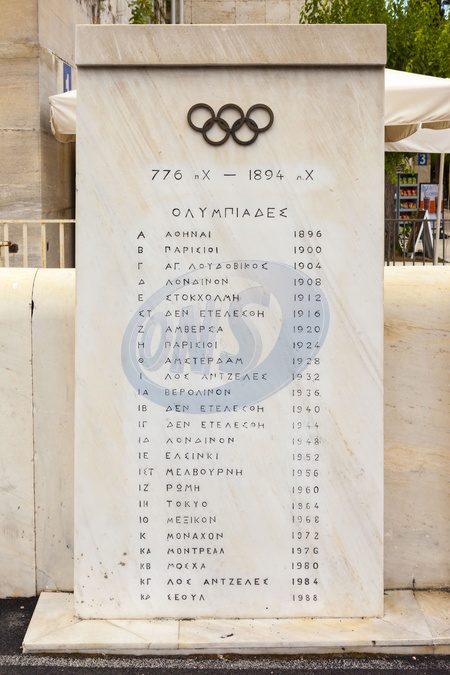 776 π.Χ — 1894 μ.Χ
ΟΛΥΜΠΙΑΔΕΣ
Α ΑΘΗΝΑΙ 1896
Β ΠΑΡΙΣΙΟΙ 1900
Γ ΑΓ. ΛΟΥΔΟΒΙΚΟΣ 1904
Δ ΛΟΝΔΙΝΟΝ 1908
Ε ΣΤΟΚΧΟΛΜΗ 1912
ΣΤ ΔΕΝ ΕΤΕΛΕΣΘΗ 1916
Ζ ΑΜΒΕΡΣΑ 1920
Η ΠΑΡΙΣΙΟΙ 1924
Θ ΑΜΣΤΕΡΔΑΜ 1928
Ι ΛΟΣ ΑΝΤΖΕΛΕΣ 1932
ΙΑ ΒΕΡΟΛΙΝΟΝ 1936
ΙΒ ΔΕΝ ΕΤΕΛΕΣΘΗ 1940
ΙΓ ΔΕΝ ΕΤΕΛΕΣΘΗ 1944
ΙΔ ΛΟΝΔΙΝΟΝ 1948
ΙΕ ΕΛΣΙΝΚΙ 1952
ΙΣΤ ΜΕΛΒΟΥΡΝΗ 1956
ΙΖ ΡΩΜΗ 1960
ΙΗ ΤΟΚΥΟ 1964
ΙΘ ΜΕΞΙΚΟΝ 1968
Κ ΜΟΝΑΧΟΝ 1972
ΚΑ ΜΟΝΤΡΕΑΛ 1976
ΚΒ ΜΟΣΧΑ 1980
ΚΓ ΛΟΣ ΑΝΤΖΕΛΕΣ 1984
ΚΔ ΣΕΟΥΛ 1988
3